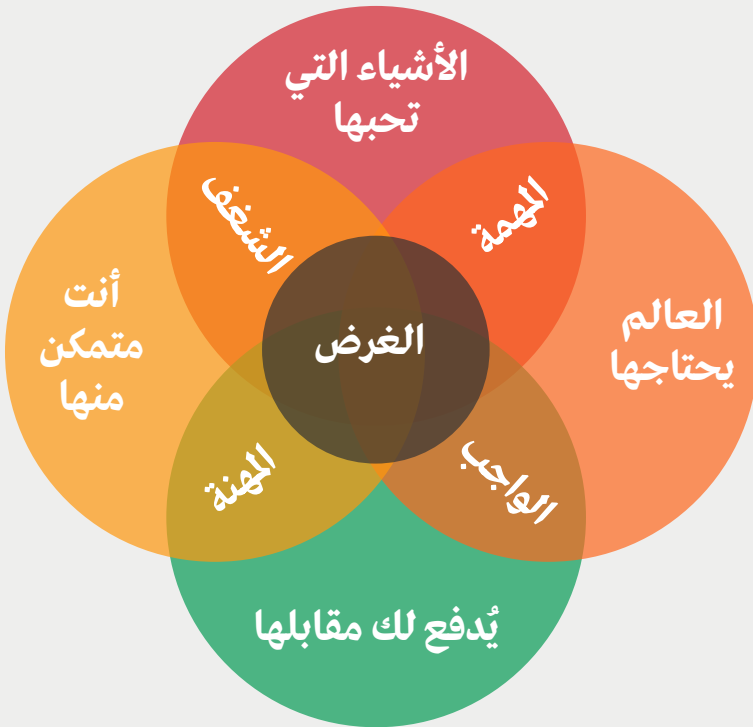 الأشياء التي
تحبها
الشغف
المهمة
أنت
متمكن
منها
الغرض
العالم
يحتاجها
المهنة
الواجب
يُدفع لك مقابلها